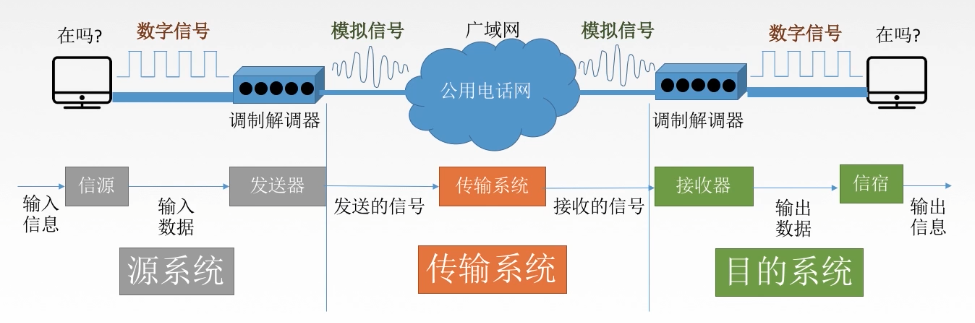 在吗?
数字信号
模拟信号
广域网
模拟信号
数字信号
在吗?
公用电话网
调制解调器
调制解调器
信源
发送器
传输系统
接收器
信宿
输入
信息
输入
数据
发送的信号
接收的信号
输出
数据
输出
信息
源系统
传输系统
目的系统